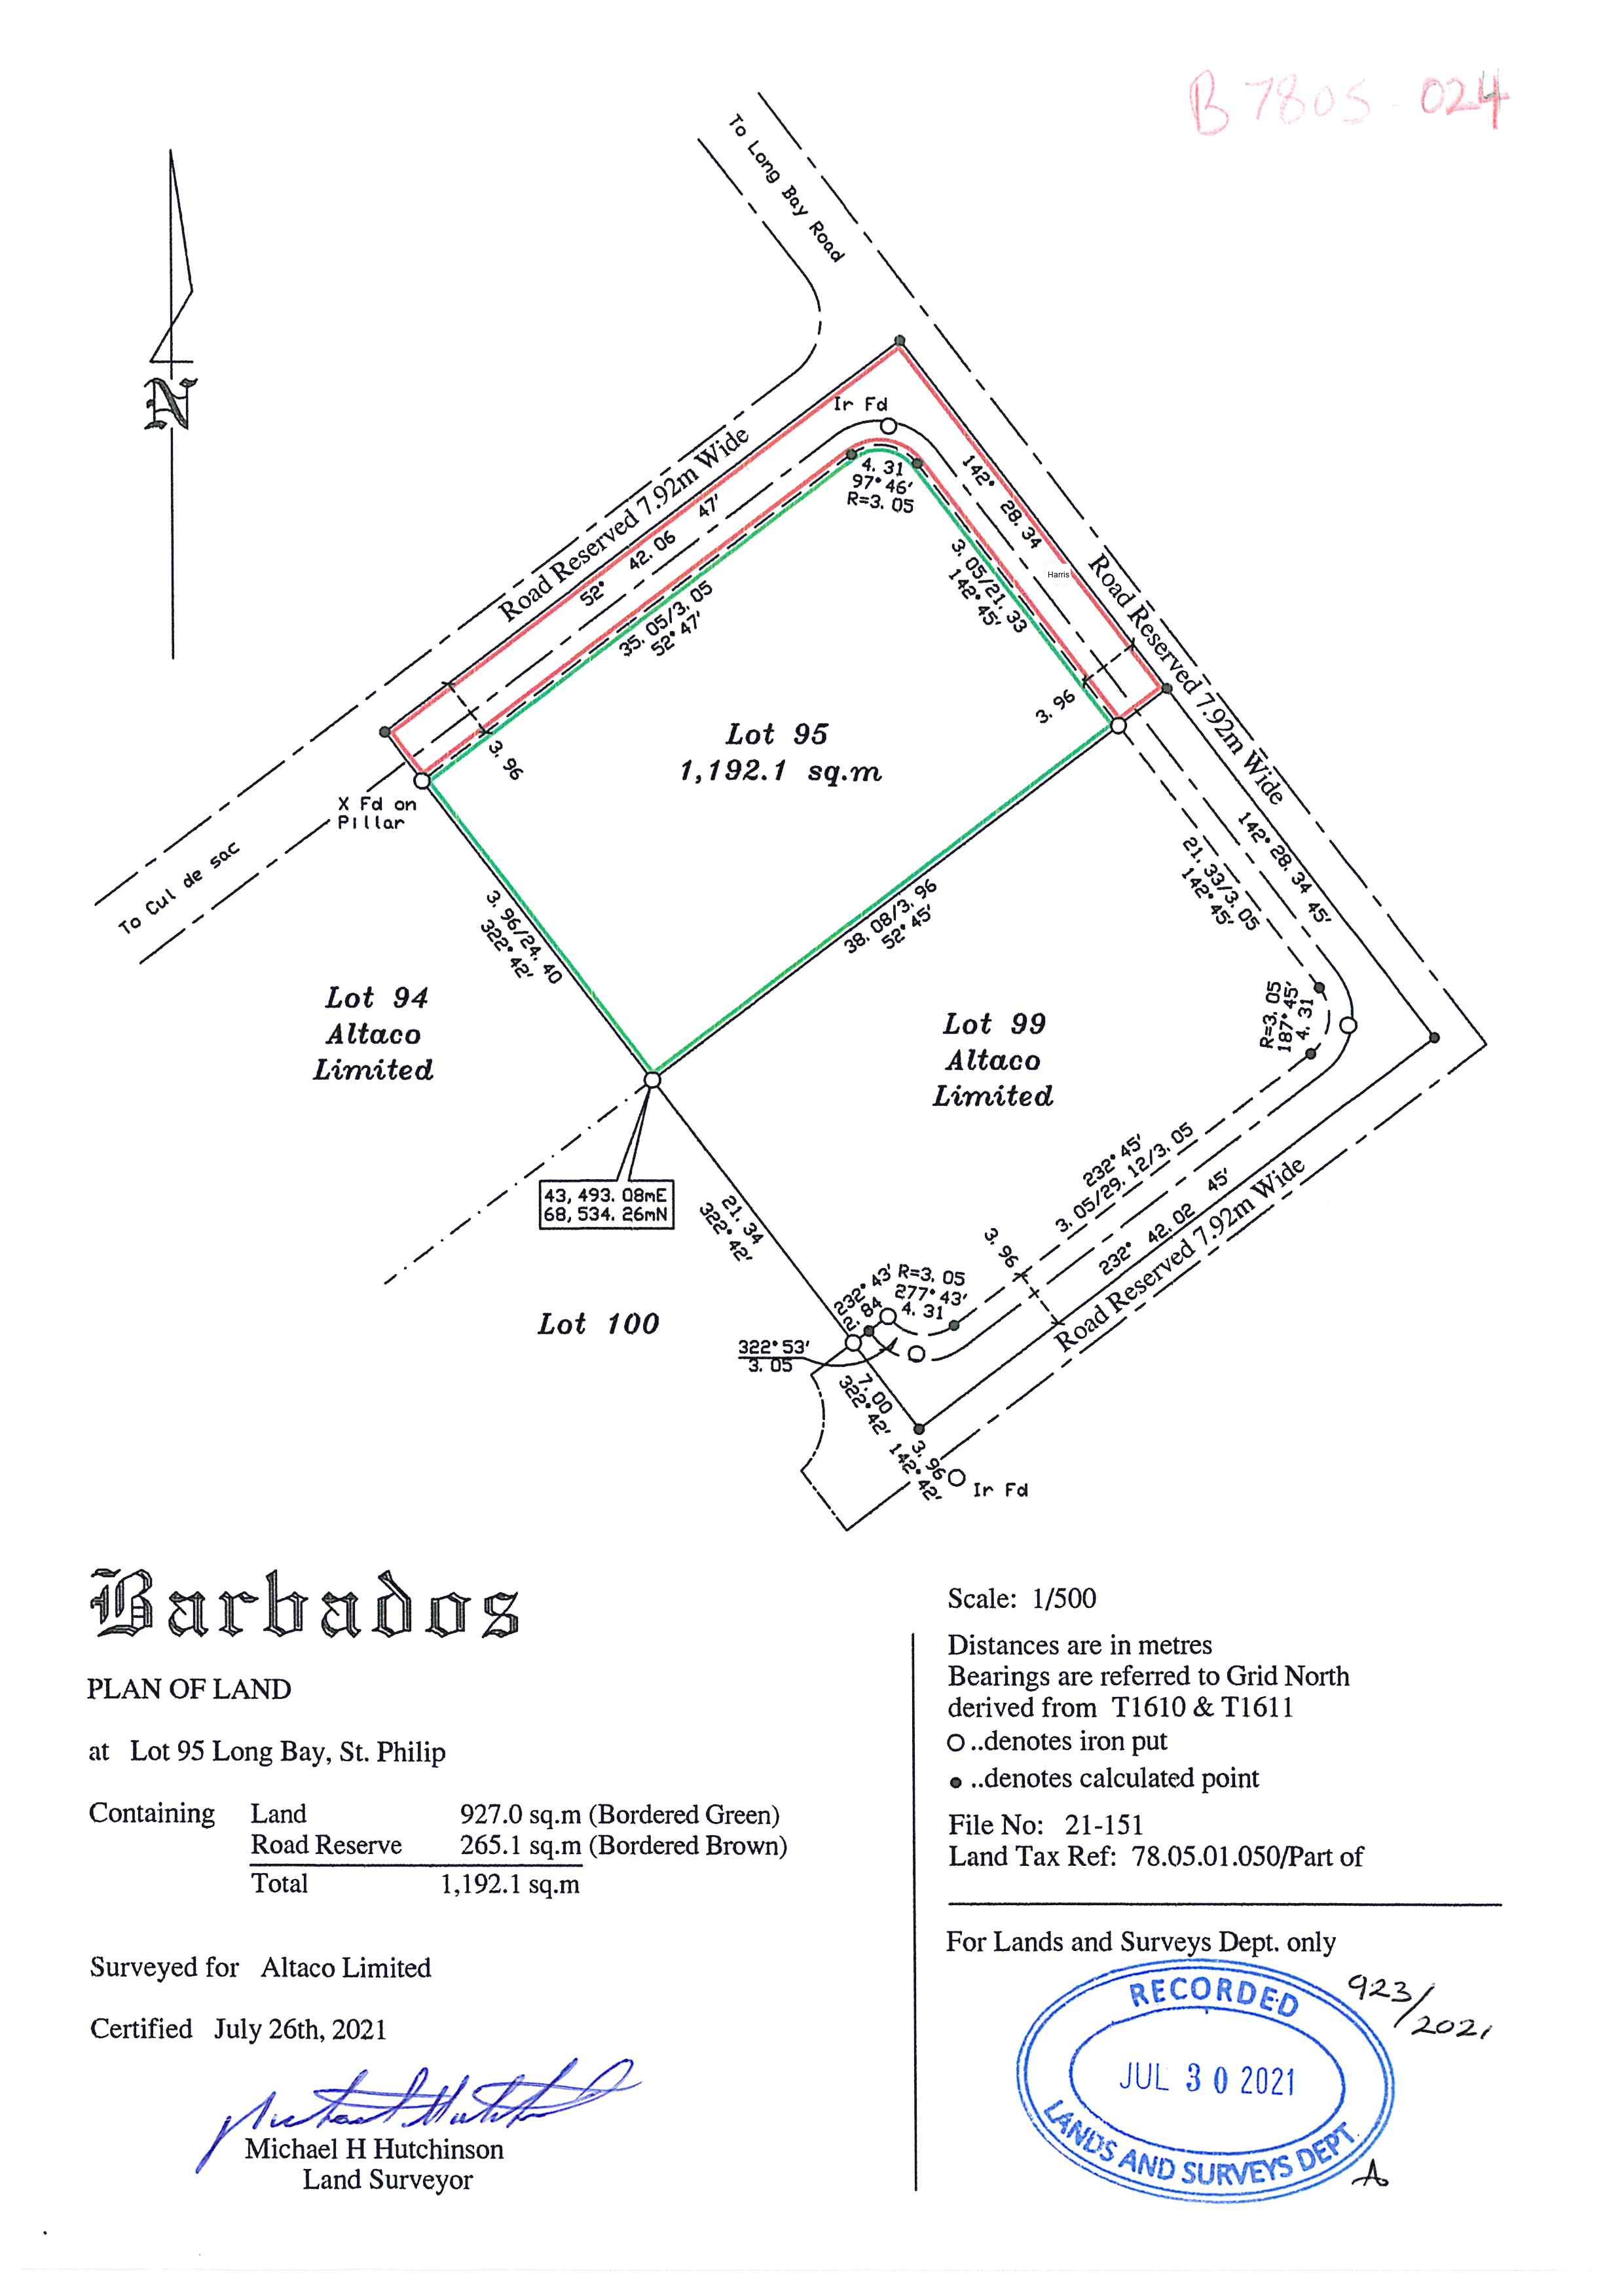 B 7805-024
To Long Bay Road
N
Ir Fd
Road Reserved 7.92m Wide
52° 42.06 47'
35.05/3.05
52°47'
4.31
97°46'
R=3.05
142° 28.34
Harris
3.05/21.33
142°45'
Road Reserved 7.92m Wide
3.96
3.96
Lot 95
1,192.1 sq.m
X Fd on
Pillar
To Cul de sac
3.96/24.40
322°42'
38.08/3.96
52°45'
142° 28.34 45'
21.33/3.05
142°45'
Lot 94
Altaco
Limited
Lot 99
Altaco
Limited
R=3.05
187°45'
4.31
43,493.08mE
68,534.26mN
21.34
322°42'
232°45'
3.05/29.12/3.05
232° 42.02 45'
Road Reserved 7.92m Wide
3.96
Lot 100
232°43'
2.84
R=3.05
277°43'
4.31
322°53'
3.05
7.00
322°42'
3.96
142°42'
Ir Fd
Barbados
PLAN OF LAND
at Lot 95 Long Bay, St. Philip
Containing Land 927.0 sq.m (Bordered Green)
Road Reserve 265.1 sq.m (Bordered Brown)
Total 1,192.1 sq.m
Surveyed for Altaco Limited
Certified July 26th, 2021
Michael H Hutchinson
Land Surveyor
Scale: 1/500
Distances are in metres
Bearings are referred to Grid North
derived from T1610 & T1611
..denotes iron put
..denotes calculated point
File No: 21-151
Land Tax Ref: 78.05.01.050/Part of
For Lands and Surveys Dept. only
RECORDED
JUL 30 2021
LANDS AND SURVEYS DEPT.
923/2021